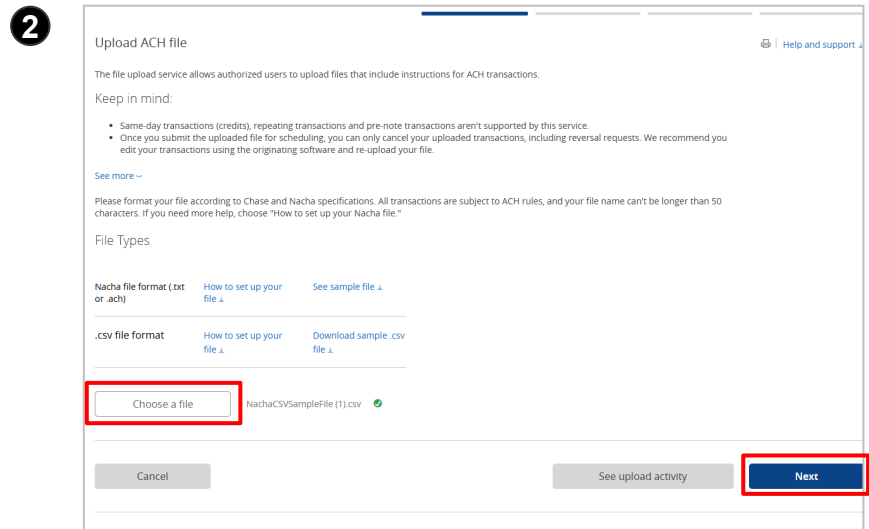 2
Upload ACH file
Help and support
The file upload service allows authorized users to upload files that include instructions for ACH transactions.
Keep in mind:
• Same-day transactions (credits), repeating transactions and pre-note transactions aren't supported by this service.
• Once you submit the uploaded file for scheduling, you can only cancel your uploaded transactions, including reversal requests. We recommend you
edit your transactions using the originating software and re-upload your file.
See more
Please format your file according to Chase and Nacha specifications. All transactions are subject to ACH rules, and your file name can't be longer than 50
characters. If you need more help, choose "How to set up your Nacha file."
File Types
Nacha file format (.txt How to set up your See sample file
or .ach) file
.csv file format How to set up your Download sample .csv
file file
Choose a file NachaCSVSampleFile (1).csv
Cancel See upload activity Next